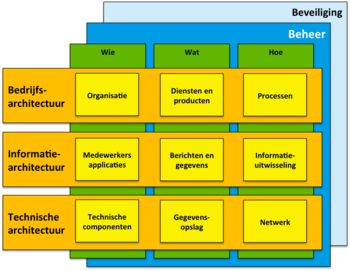 Beveiliging
Beheer
Wie
Wat
Hoe
Bedrijfs-
architectuur
Organisatie
Diensten en
producten
Processen
Informatie-
architectuur
Medewerkers
applicaties
Berichten en
gegevens
Informatie-
uitwisseling
Technische
architectuur
Technische
componenten
Gegevens-
opslag
Netwerk